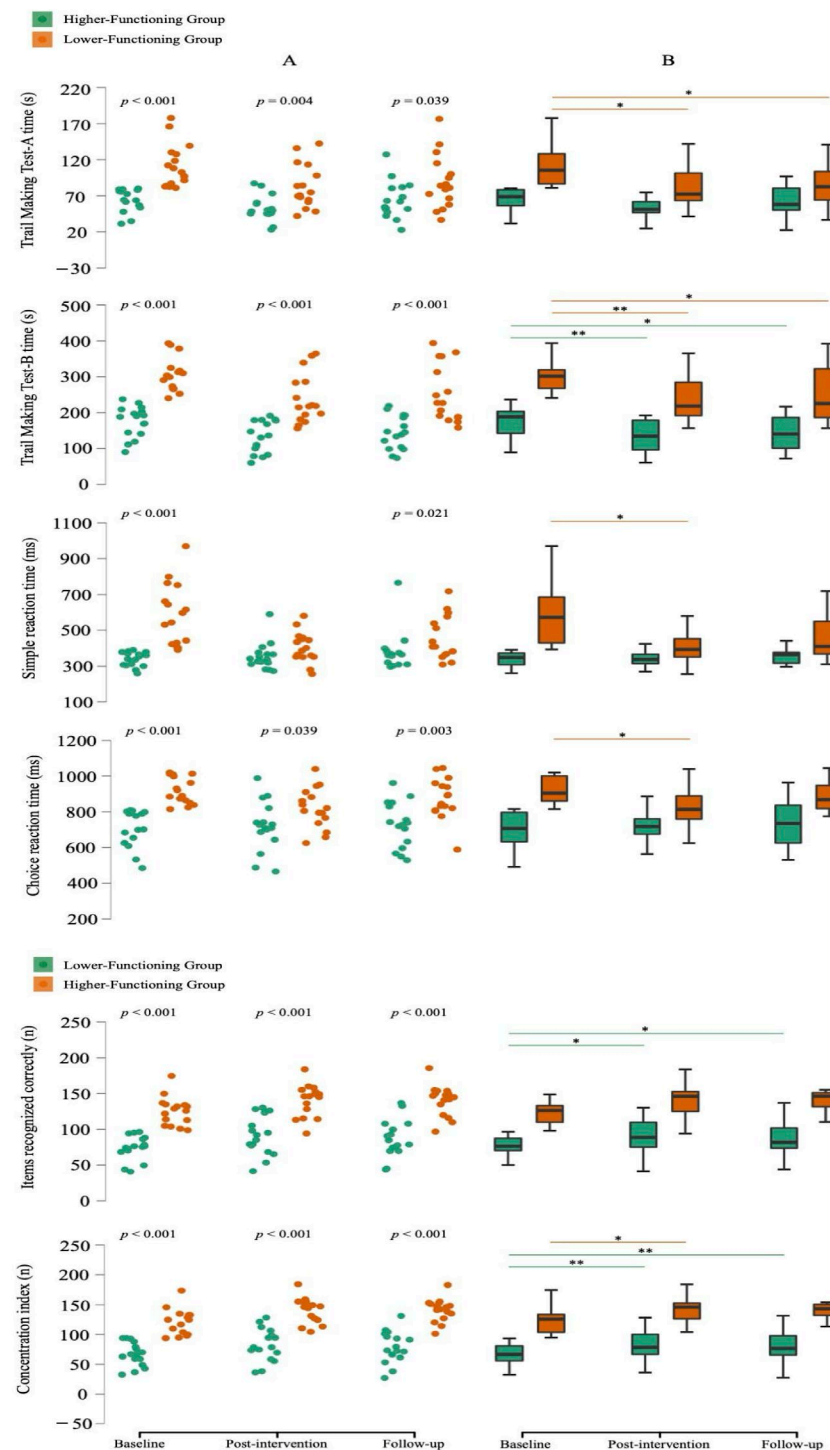 Higher-Functioning Group
Lower-Functioning Group
A
B
Trail Making Test-A time (s)
220
170
120
70
20
−30
p < 0.001
p = 0.004
p = 0.039
*
*
Trail Making Test-B time (s)
500
400
300
200
100
0
p < 0.001
p < 0.001
p < 0.001
*
**
*
**
Simple reaction time (ms)
1100
900
500
300
100
p < 0.001
p = 0.021
*
Choice reaction time (ms)
1200
1000
800
600
400
200
p < 0.001
p = 0.039
p = 0.003
*
Lower-Functioning Group
Higher-Functioning Group
Items recognized correctly (n)
250
200
150
100
50
0
p < 0.001
p < 0.001
p < 0.001
*
*
Concentration index (n)
250
200
150
100
50
0
−50
p < 0.001
p < 0.001
p < 0.001
*
**
**
Baseline Post-intervention Follow-up Baseline Post-intervention Follow-up